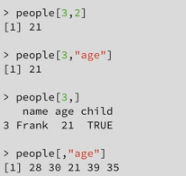 > people[3,2]
[1] 21
> people[3,"age"]
[1] 21
> people[3,]
   name age child
3 Frank  21  TRUE
> people[,"age"]
[1] 28 30 21 39 35